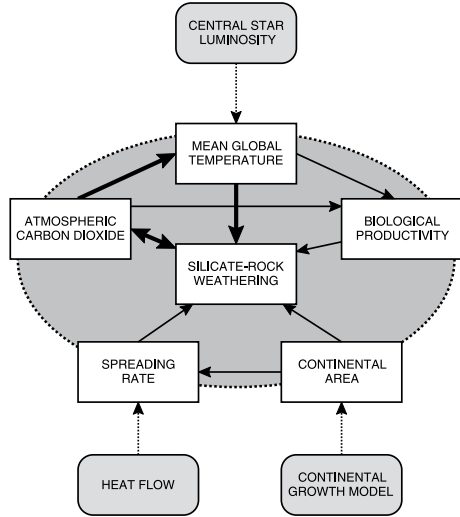 CENTRAL STAR
LUMINOSITY
MEAN GLOBAL
TEMPERATURE
ATMOSPHERIC
CARBON DIOXIDE
BIOLOGICAL
PRODUCTIVITY
SILICATE-ROCK
WEATHERING
SPREADING
RATE
CONTINENTAL
AREA
HEAT FLOW
CONTINENTAL
GROWTH MODEL